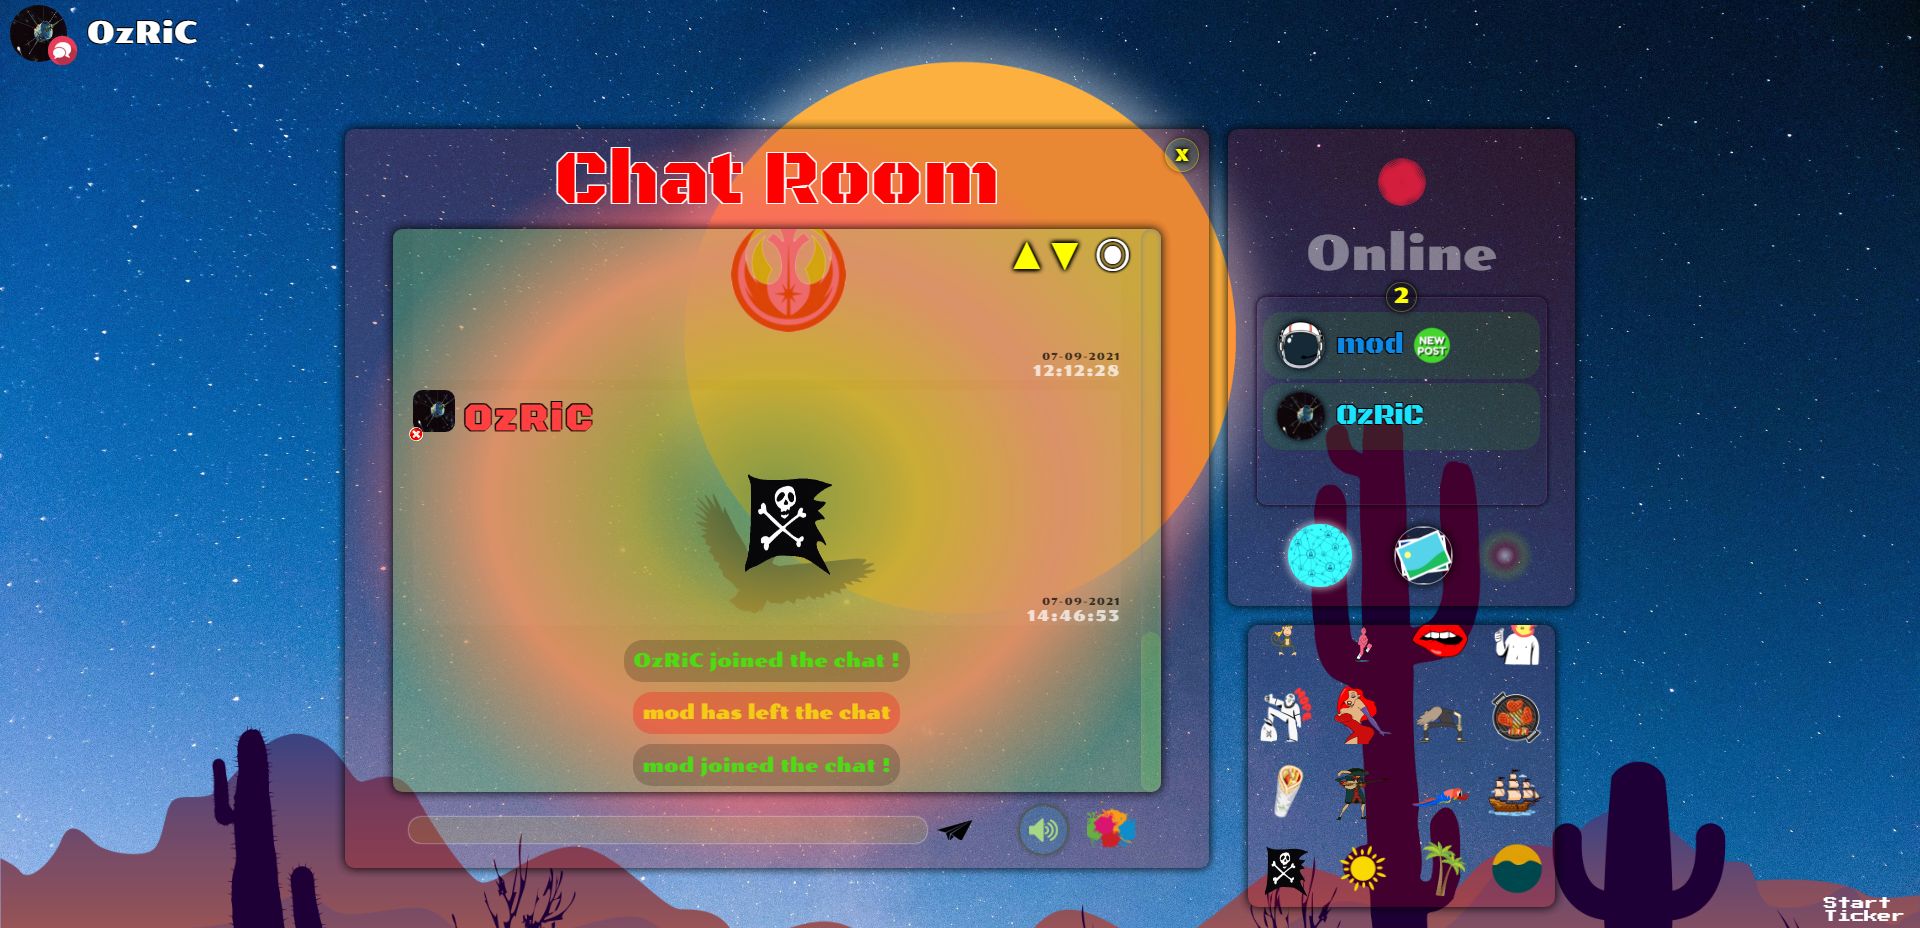 OzRiC
Chat Room
x
07-09-2021
12:12:28
OzRiC
07-09-2021
14:46:53
OzRiC joined the chat !
mod has left the chat
mod joined the chat !
Online
2
mod
NEW
POST
OzRiC
NOPE
Start
Ticker